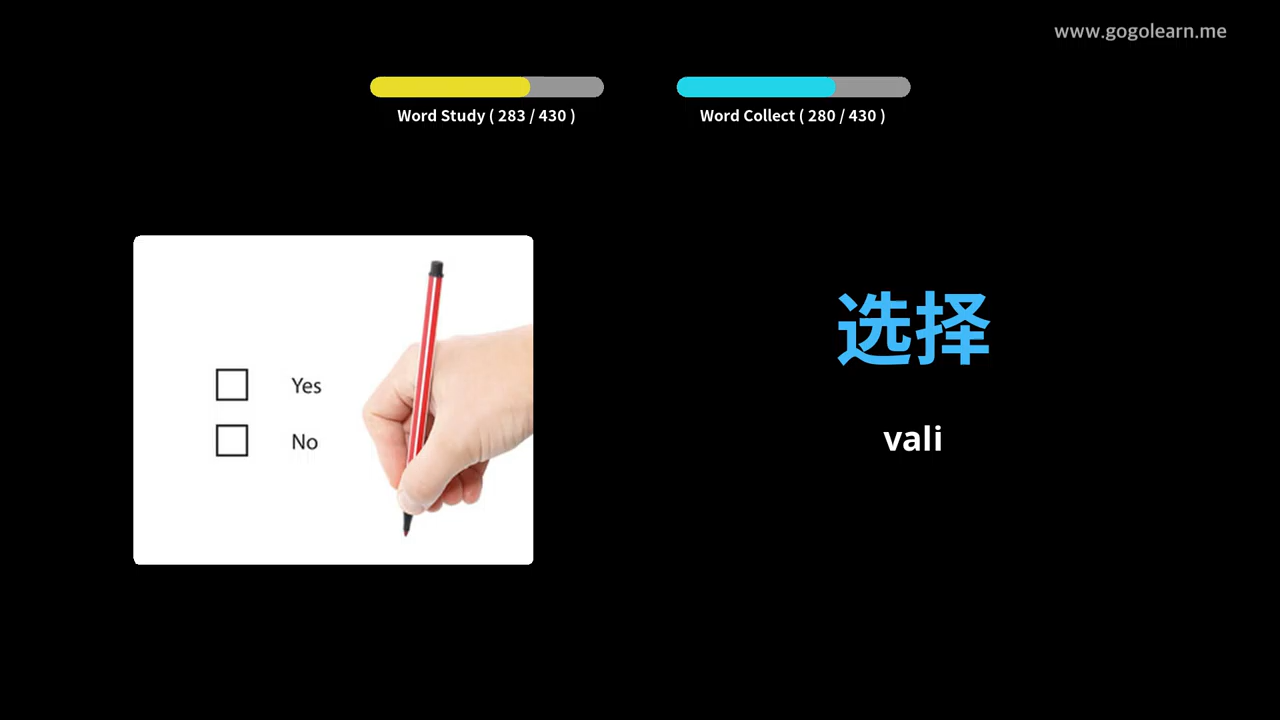 www.gogolearn.me
Word Study ( 283 / 430 )
Word Collect ( 280 / 430 )
Yes
No
选择
vali